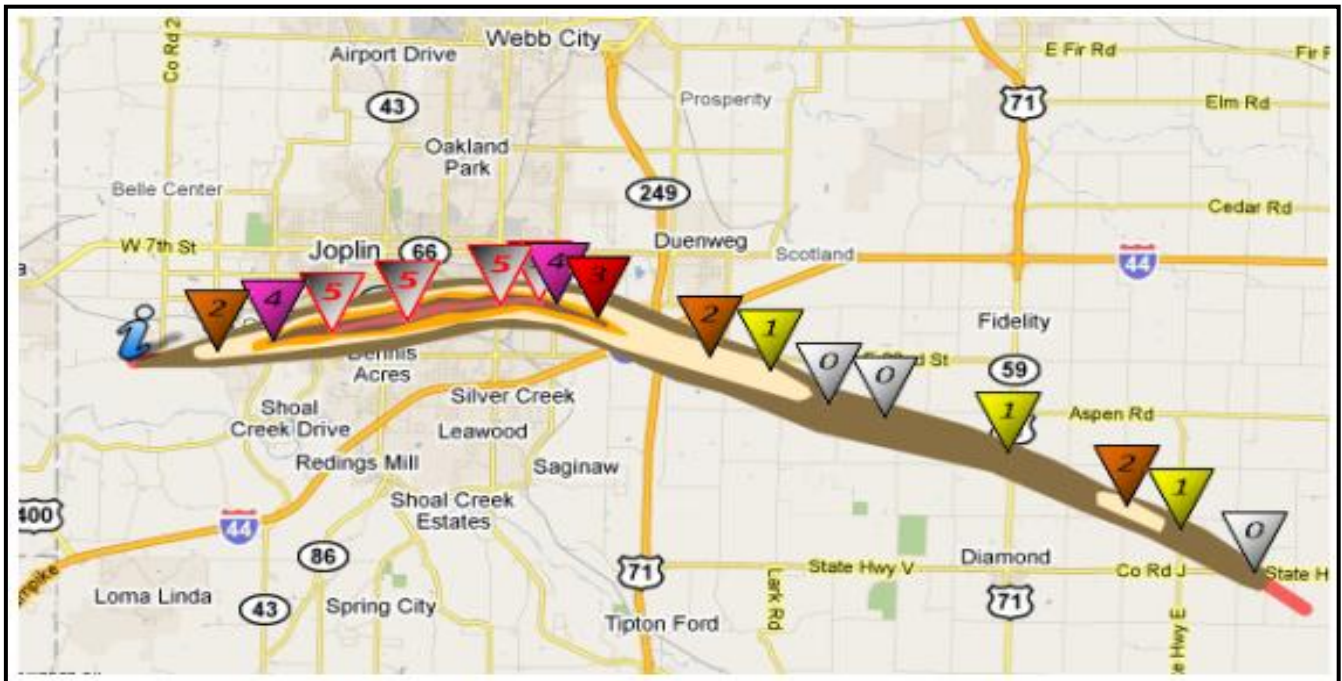 Co Rd 2
Airport Drive
Webb City
E Fir Rd
43
Prosperity
71
Elm Rd
Oakland
Park
Belle Center
249
Cedar Rd
W 7th St
Joplin
66
Duenweg
Scotland
44
5
5
5
4
3
2
4
2
1
Fidelity
0
0
59
Acres
Shoal
Creek Drive
Silver Creek
Leawood
1
Aspen Rd
Redings Mill
Saginaw
2
1
Shoal Creek
Estates
400
44
0
86
71
State Hwy V
Diamond
Co Rd J
State H
Loma Linda
43
Spring City
Lark Rd
71
Tipton Ford